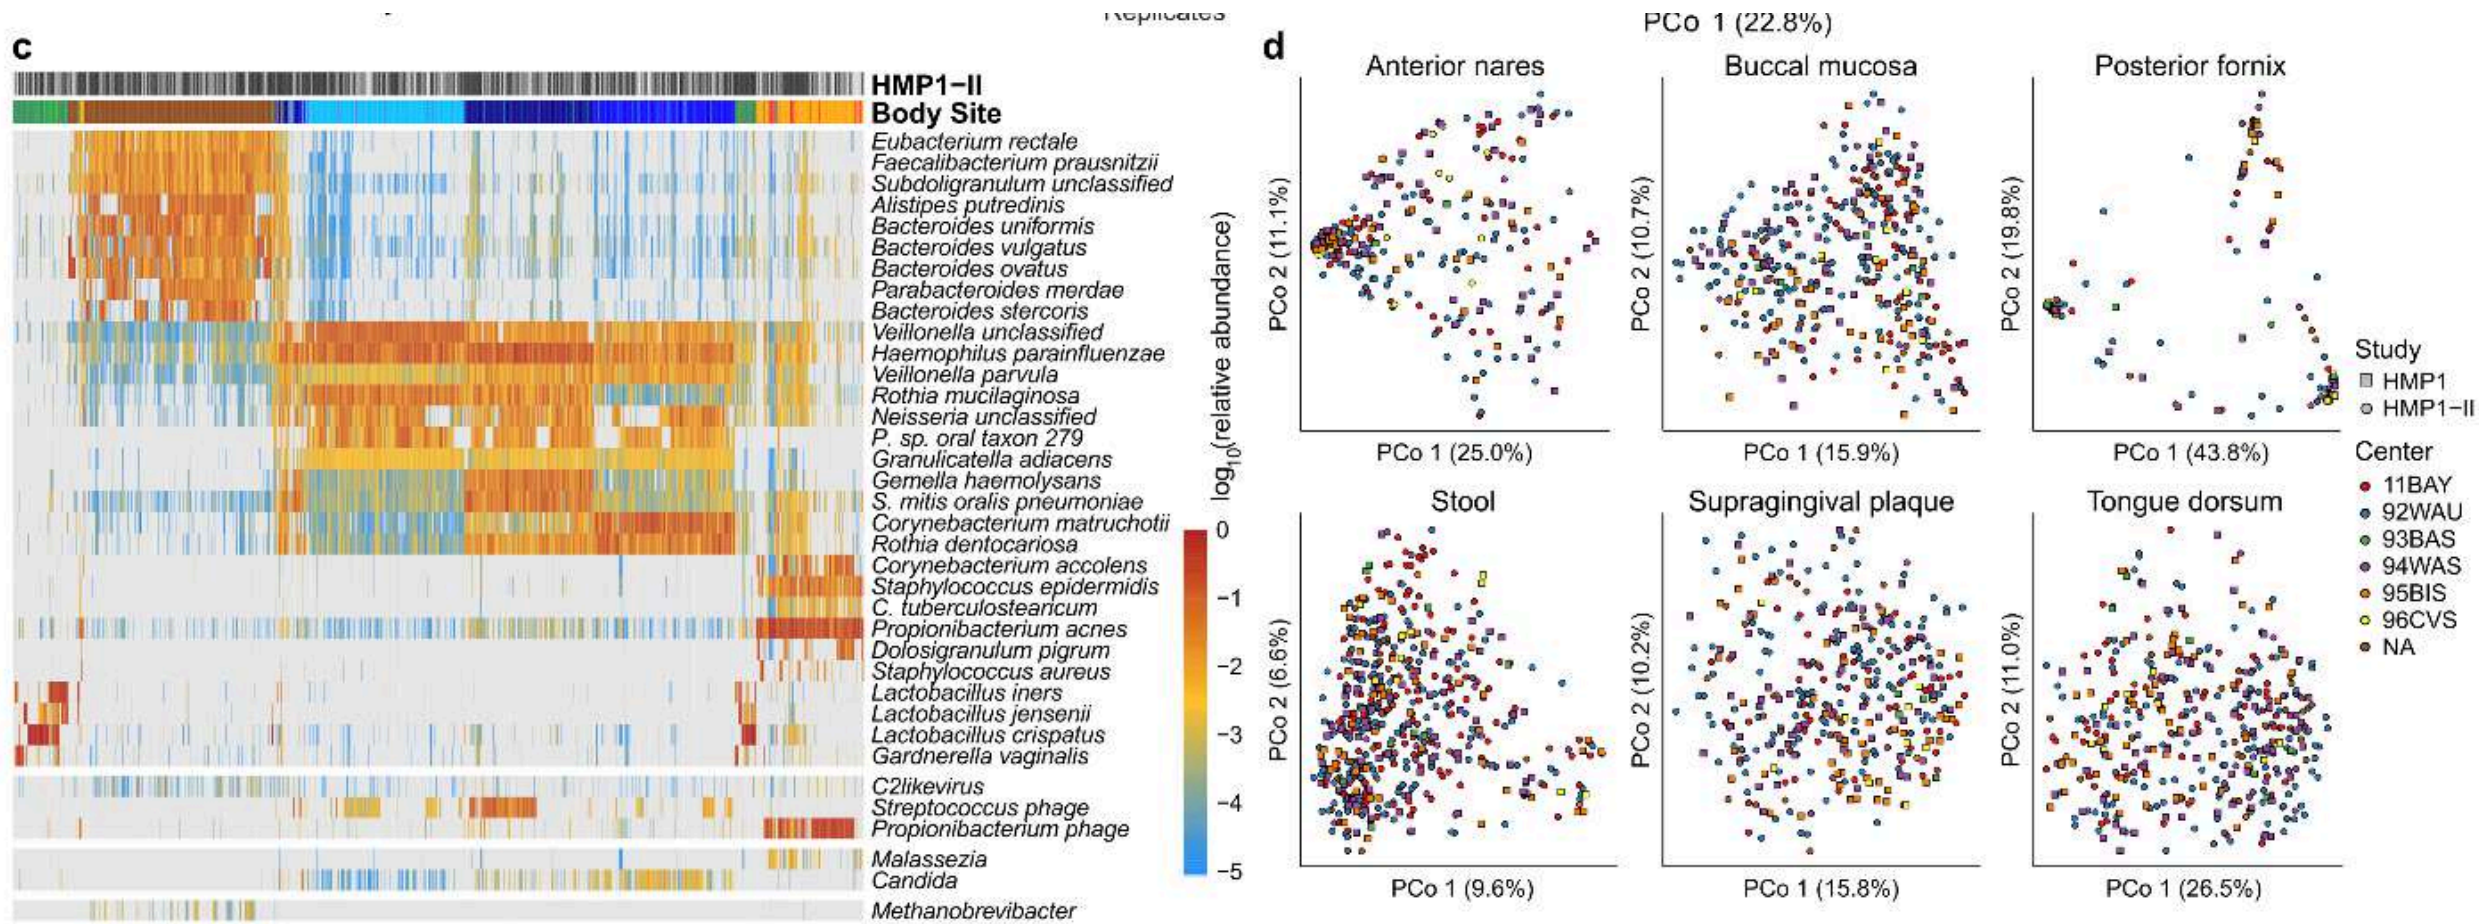 Replicates
PCo 1 (22.8%)
c
HMP1-II
Body Site
Eubacterium rectale
Faecalibacterium prausnitzii
Subdoligranulum unclassified
Alistipes putredinis
Bacteroides uniformis
Bacteroides vulgatus
Bacteroides ovatus
Parabacteroides merdae
Bacteroides stercoris
Veillonella unclassified
Haemophilus parainfluenzae
Veillonella parvula
Rothia mucilaginosa
Neisseria unclassified
P. sp. oral taxon 279
Granulicatella adiacens
Gemella haemolysans
S. mitis oralis pneumoniae
Corynebacterium matruchotii
Rothia dentocariosa
Corynebacterium accolens
Staphylococcus epidermidis
C. tuberculostearicum
Propionibacterium acnes
Dolosigranulum pigrum
Staphylococcus aureus
Lactobacillus iners
Lactobacillus jensenii
Lactobacillus crispatus
Gardnerella vaginalis
C2likevirus
Streptococcus phage
Propionibacterium phage
Malassezia
Candida
Methanobrevibacter
log10(relative abundance)
0
−1
−2
−3
−4
−5
d
Anterior nares
PCo 2 (11.1%)
PCo 1 (25.0%)
Buccal mucosa
PCo 2 (10.7%)
PCo 1 (15.9%)
Posterior fornix
PCo 2 (19.8%)
PCo 1 (43.8%)
Stool
PCo 2 (6.6%)
PCo 1 (9.6%)
Supragingival plaque
PCo 2 (10.2%)
PCo 1 (15.8%)
Tongue dorsum
PCo 2 (11.0%)
PCo 1 (26.5%)
Study
HMP1
HMP1−II
Center
11BAY
92WAU
93BAS
94WAS
95BIS
96CVS
NA